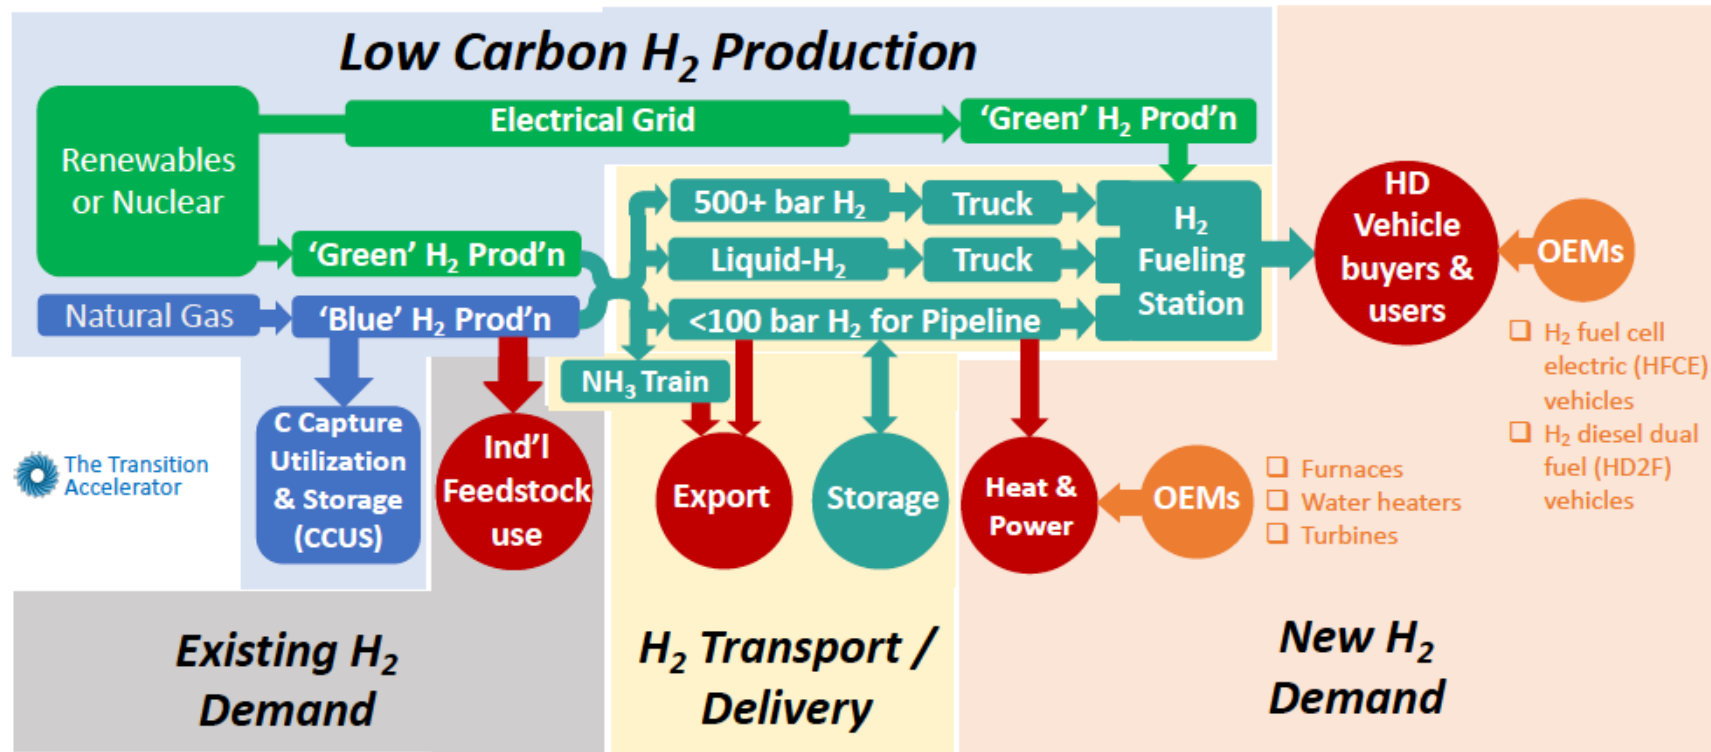 Low Carbon H₂ Production
Renewables
or Nuclear
Electrical Grid
‘Green’ H₂ Prod’n
‘Green’ H₂ Prod’n
Natural Gas
‘Blue’ H₂ Prod’n
500+ bar H₂
Truck
Liquid-H₂
Truck
<100 bar H₂ for Pipeline
NH₃ Train
H₂
Fueling
Station
HD
Vehicle
buyers &
users
OEMs
❑ H₂ fuel cell
electric (HFCE)
vehicles
❑ H₂ diesel dual
fuel (HD2F)
vehicles
The Transition
Accelerator
C Capture
Utilization
& Storage
(CCUS)
Ind’l
Feedstock
use
Export
Storage
Heat &
Power
OEMs
❑ Furnaces
❑ Water heaters
❑ Turbines
Existing H₂
Demand
H₂ Transport /
Delivery
New H₂
Demand